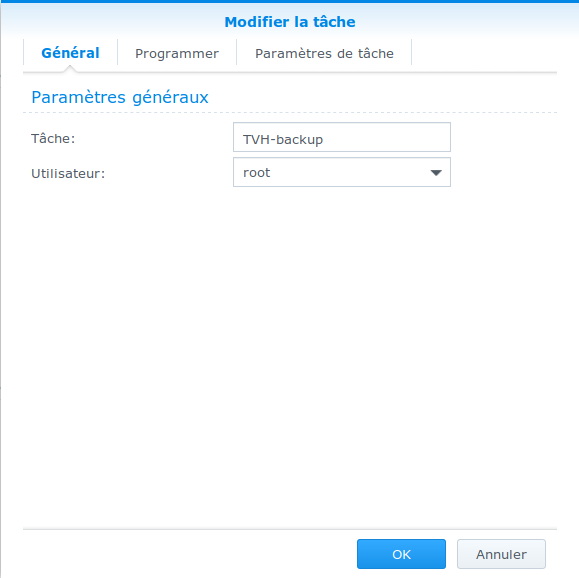 Modifier la tâche
Général Programmer Paramètres de tâche
Paramètres généraux
Tâche: TVH-backup
Utilisateur: root
OK Annuler